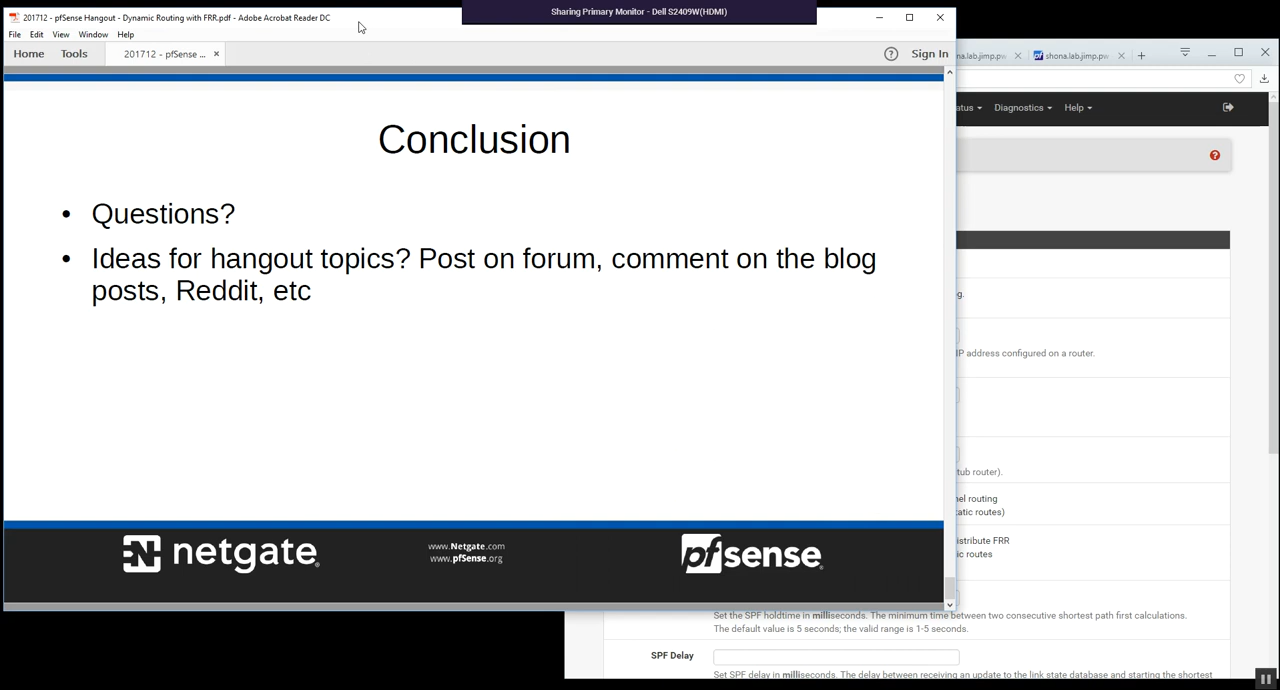 Sharing Primary Monitor - Dell S2409W(HDMI)
201712 - pfSense Hangout - Dynamic Routing with FRR.pdf - Adobe Acrobat Reader DC
File Edit View Window Help
Home Tools 201712 - pfSense ... × ? Sign In
Conclusion
• Questions?
• Ideas for hangout topics? Post on forum, comment on the blog
posts, Reddit, etc
netgate
www.Netgate.com
www.pfSense.org
pfsense
na.lab.jimp.pw × shona.lab.jimp.pw × +
atus Diagnostics Help
g.
IP address configured on a router.
tub router).
nel routing
atic routes)
istribute FRR
ic routes
Set the SPF holdtime in milliseconds. The minimum time between two consecutive shortest path first calculations.
The default value is 5 seconds; the valid range is 1-5 seconds.
SPF Delay
Set SPF delay in milliseconds. The delay between receiving an update to the link state database and starting the shortest